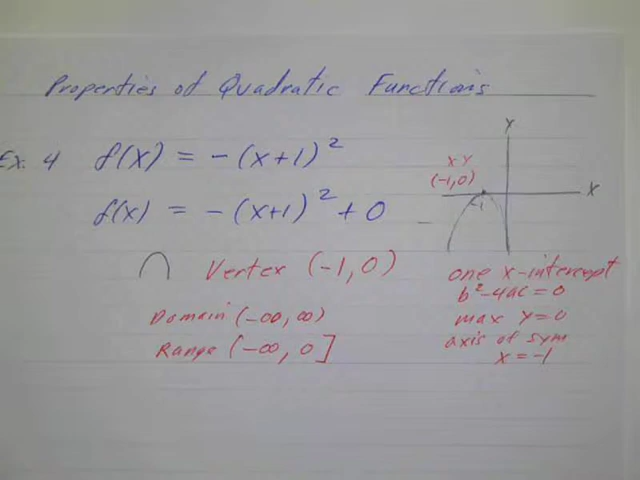 Properties of Quadratic Functions
Ex. 4 f(x) = -(x+1)²
f(x) = -(x+1)² + 0
Vertex (-1,0)
Domain (-∞, ∞)
Range (-∞, 0]
Y
X Y
(-1,0)
X
-1
one x-intercept
b²-4ac = 0
max y=0
axis of sym
x = -1